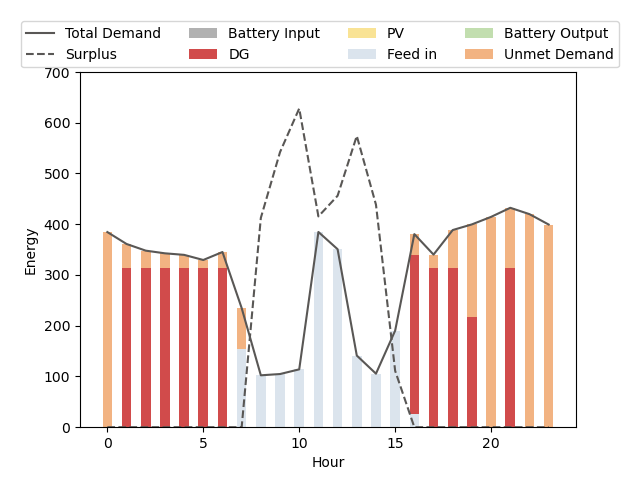 Total Demand Battery Input PV Battery Output
Surplus DG Feed in Unmet Demand
700
600
500
400
300
200
100
0
Energy
0 5 10 15 20
Hour